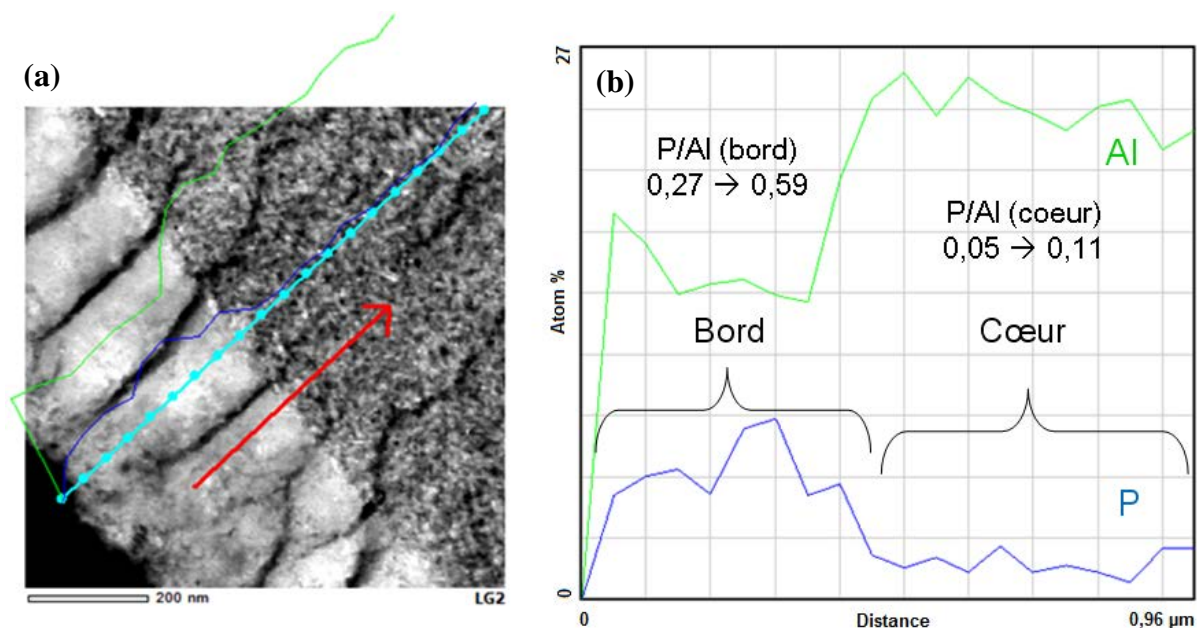 (a)
200 nm
LG2
(b)
27
Atom %
0
P/Al (bord)
0,27 → 0,59
P/Al (coeur)
0,05 → 0,11
Al
Bord
Cœur
P
0
Distance
0,96 µm